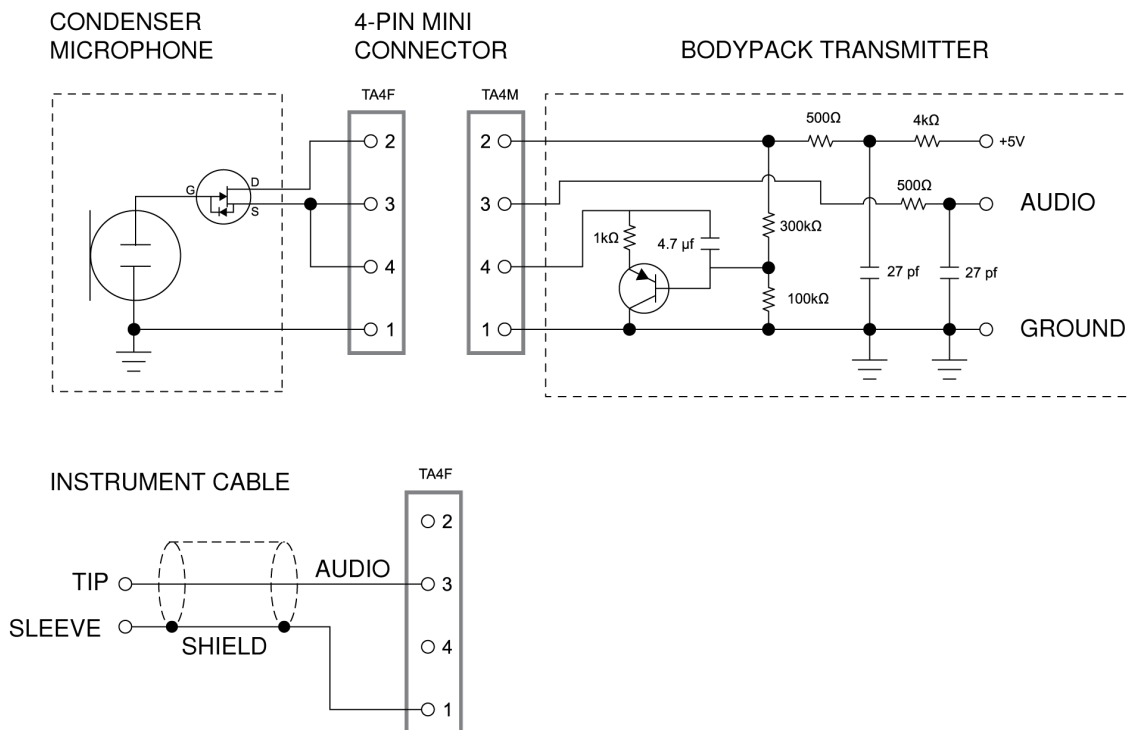 CONDENSER
MICROPHONE
4-PIN MINI
CONNECTOR
BODYPACK TRANSMITTER
TA4F
TA4M
500Ω
4kΩ
2
2
+5V
G
D
S
500Ω
3
3
AUDIO
1kΩ
4.7 µf
300kΩ
4
4
27 pf
27 pf
100kΩ
1
1
GROUND
INSTRUMENT CABLE
TA4F
2
TIP
AUDIO
3
SLEEVE
SHIELD
4
1